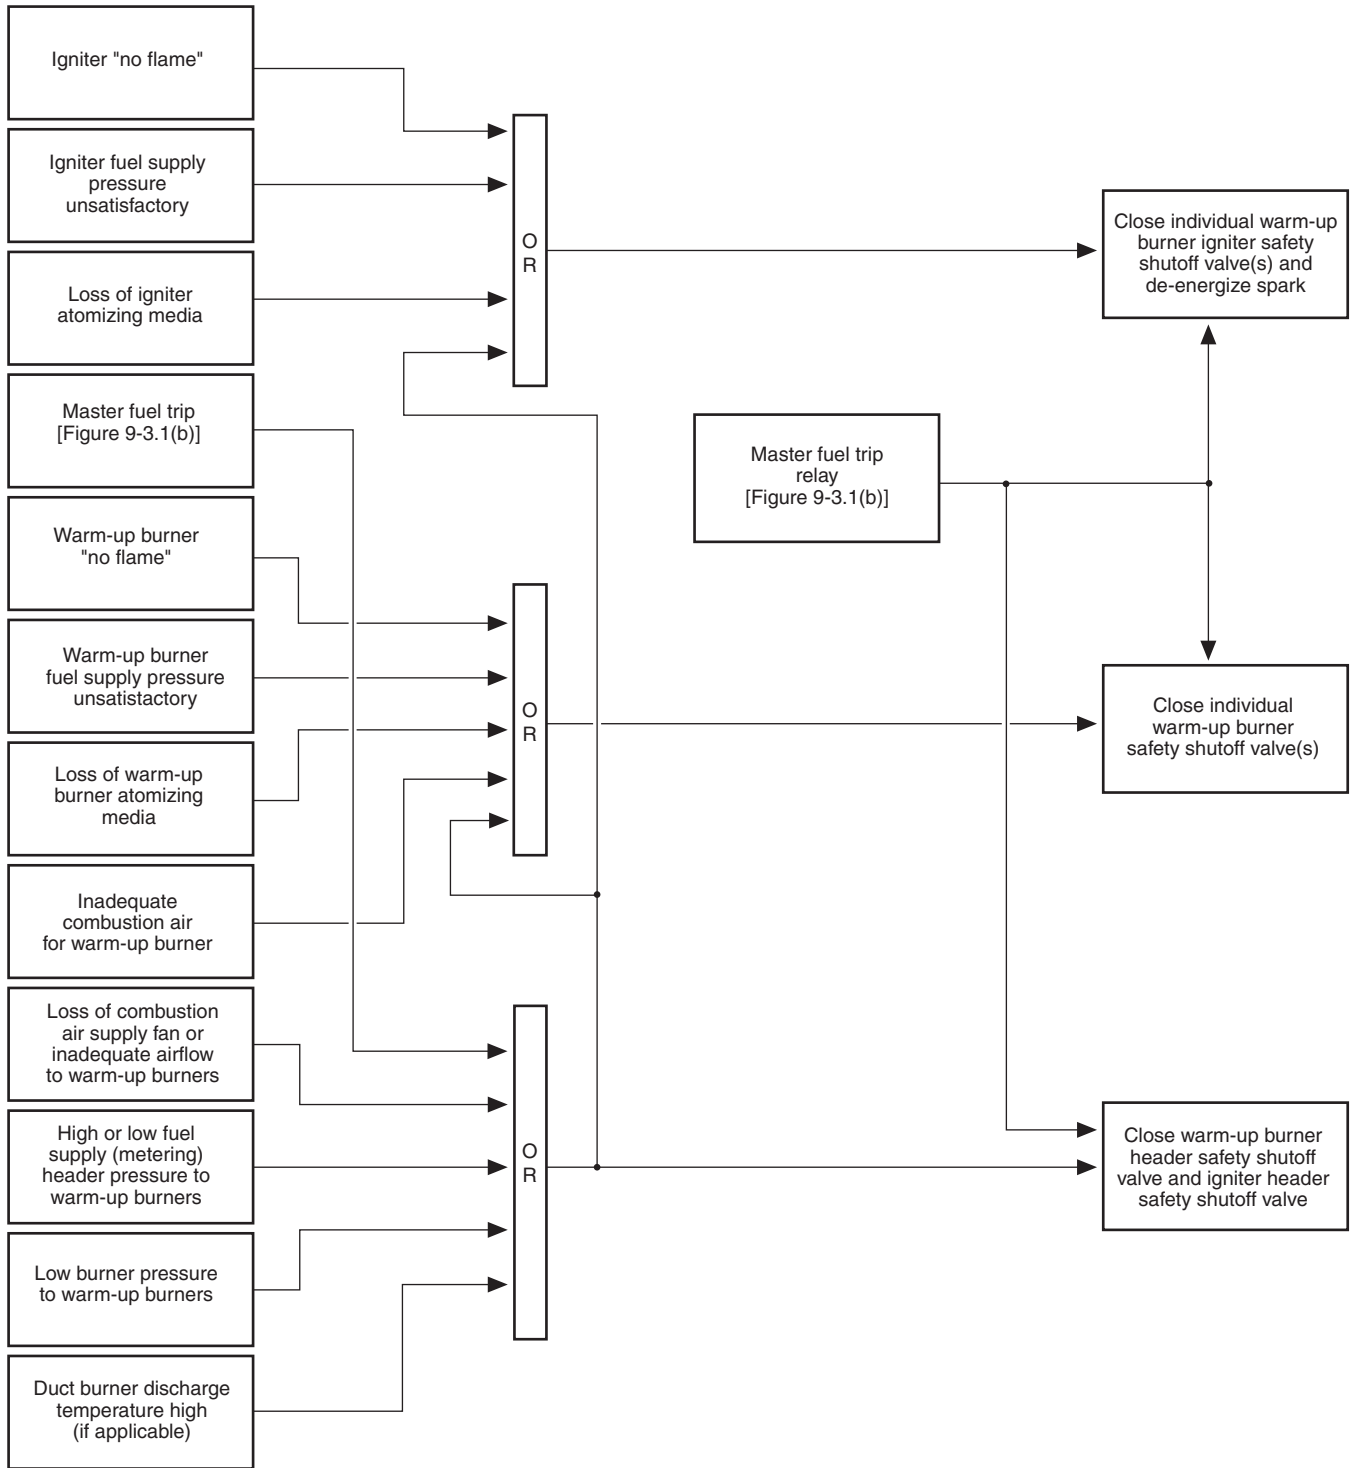 Igniter "no flame"
Igniter fuel supply
pressure
unsatisfactory
Loss of igniter
atomizing media
Master fuel trip
[Figure 9-3.1(b)]
Warm-up burner
"no flame"
Warm-up burner
fuel supply pressure
unsatistactory
Loss of warm-up
burner atomizing
media
Inadequate
combustion air
for warm-up burner
Loss of combustion
air supply fan or
inadequate airflow
to warm-up burners
High or low fuel
supply (metering)
header pressure to
warm-up burners
Low burner pressure
to warm-up burners
Duct burner discharge
temperature high
(if applicable)
O
R
O
R
O
R
Master fuel trip
relay
[Figure 9-3.1(b)]
Close individual warm-up
burner igniter safety
shutoff valve(s) and
de-energize spark
Close individual
warm-up burner
safety shutoff valve(s)
Close warm-up burner
header safety shutoff
valve and igniter header
safety shutoff valve